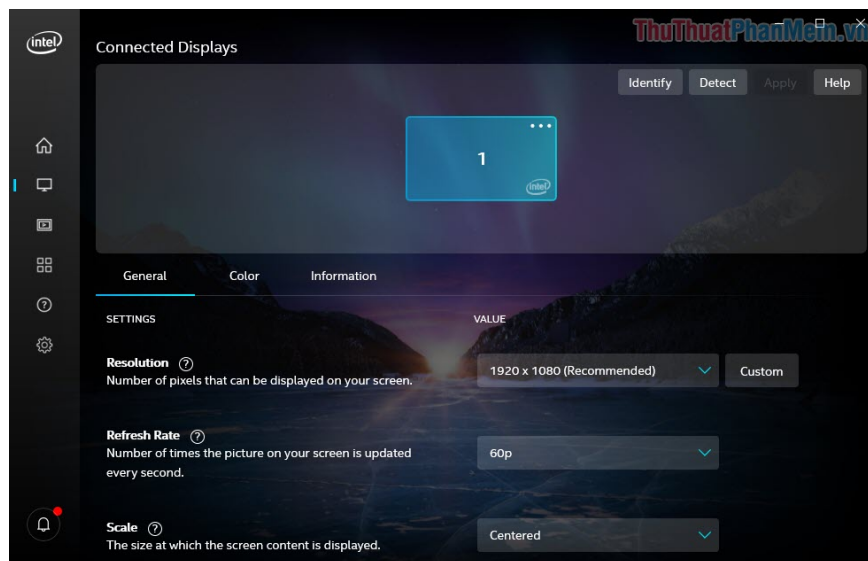 intel
ThuThuatPhanMem.vn
Connected Displays
Identify
Detect
Apply
Help
1
intel
General
Color
Information
SETTINGS
VALUE
Resolution ?
Number of pixels that can be displayed on your screen.
1920 x 1080 (Recommended)
Custom
Refresh Rate ?
Number of times the picture on your screen is updated
every second.
60p
Scale ?
The size at which the screen content is displayed.
Centered